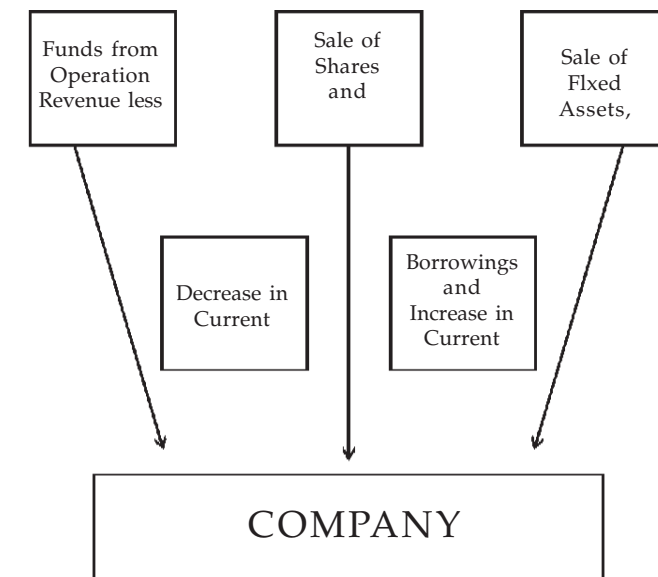 Funds from
Operation
Revenue less
Sale of
Shares
and
Sale of
Flxed
Assets,
Decrease in
Current
Borrowings
and
Increase in
Current
COMPANY